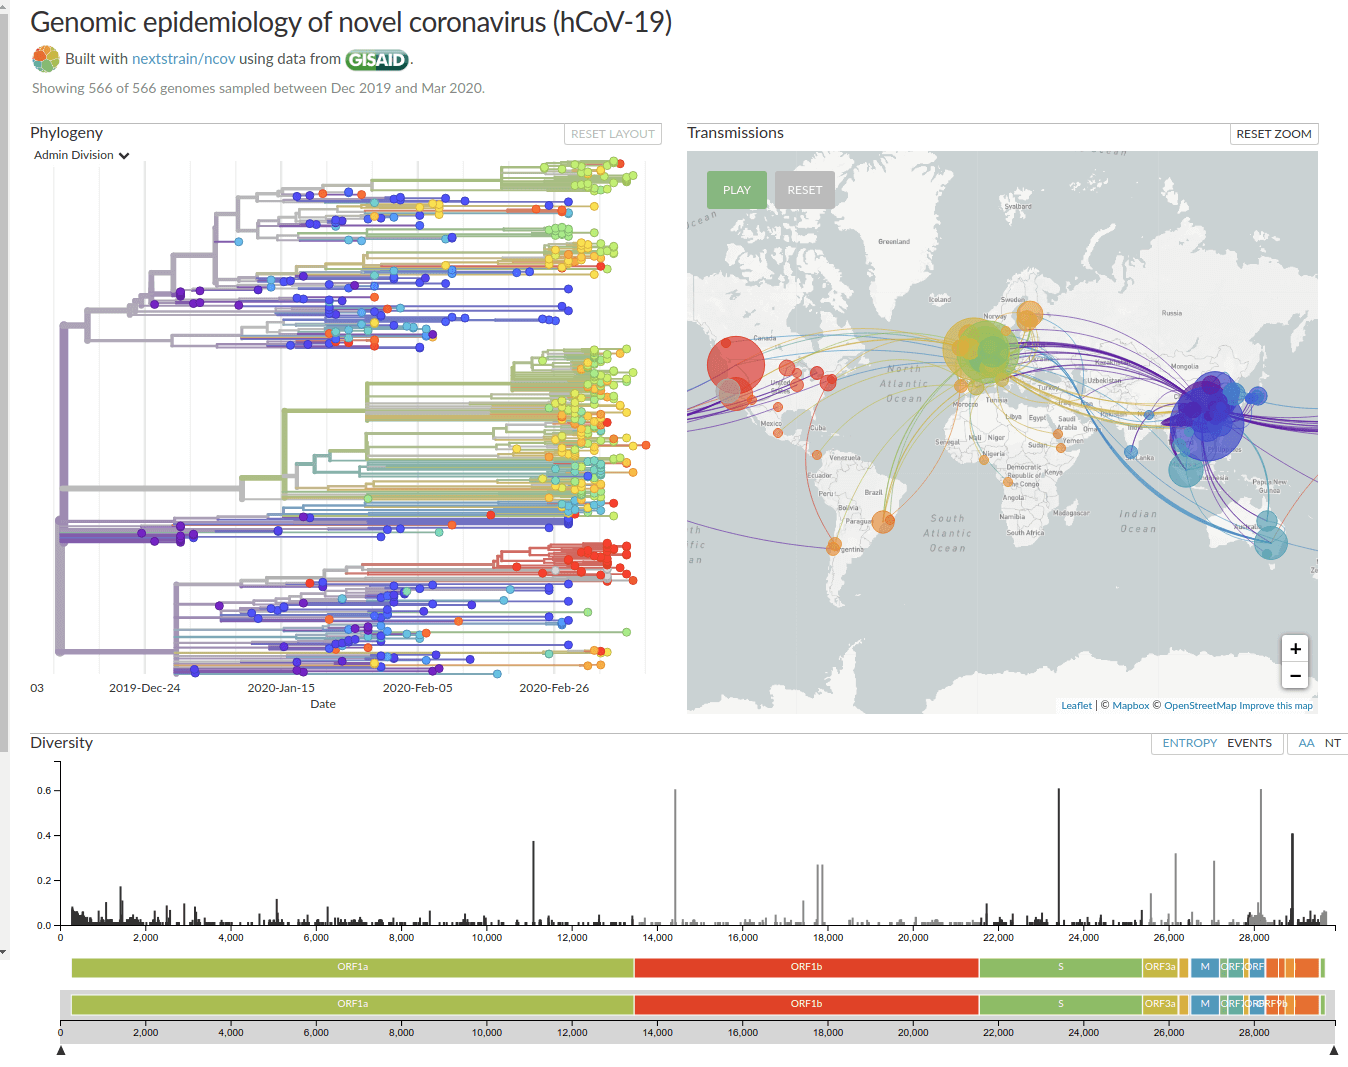 Genomic epidemiology of novel coronavirus (hCoV-19)
Built with nextstrain/ncov using data from GISAID.
Showing 566 of 566 genomes sampled between Dec 2019 and Mar 2020.
Phylogeny
RESET LAYOUT
Admin Division
03
2019-Dec-24
2020-Jan-15
2020-Feb-05
2020-Feb-26
Date
Transmissions
RESET ZOOM
PLAY
RESET
Ocean
Svalbard
Greenland
Iceland
Sweden
Norway
Russia
Canada
Mongolia
North
Atlantic
Ocean
United
Uzbekistan
Turkey
Morocco
Tunisia
Mexico
Cuba
Libya
Egypt
Saudi
Arabia
Oman
Senegal
Mali
Niger
Sudan
Yemen
Nigeria
Venezuela
Ecuador
Democratic
Republic of
the Congo
Kenya
Papua New
Guinea
Peru
Brazil
Angola
Bolivia
Namibia
Madagascar
Paraguay
South Africa
South
Atlantic
Ocean
Indian
Ocean
Argentina
+
−
Leaflet | © Mapbox © OpenStreetMap Improve this map
Diversity
ENTROPY
EVENTS
AA
NT
0.6
0.4
0.2
0.0
0
2,000
4,000
6,000
8,000
10,000
12,000
14,000
16,000
18,000
20,000
22,000
24,000
26,000
28,000
ORF1a
ORF1b
S
ORF3a
M
ORF1a
ORF1b
S
ORF3a
M
0
2,000
4,000
6,000
8,000
10,000
12,000
14,000
16,000
18,000
20,000
22,000
24,000
26,000
28,000